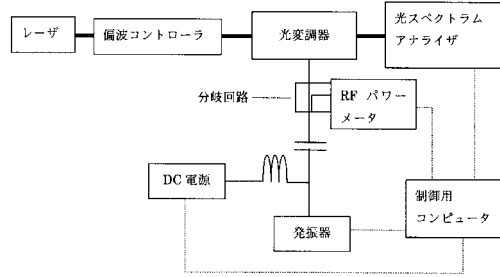 レーザ
偏波コントローラ
光変調器
光スペクトラム
アナライザ
分岐回路
RF パワー
メータ
DC 電源
発振器
制御用
コンピュータ